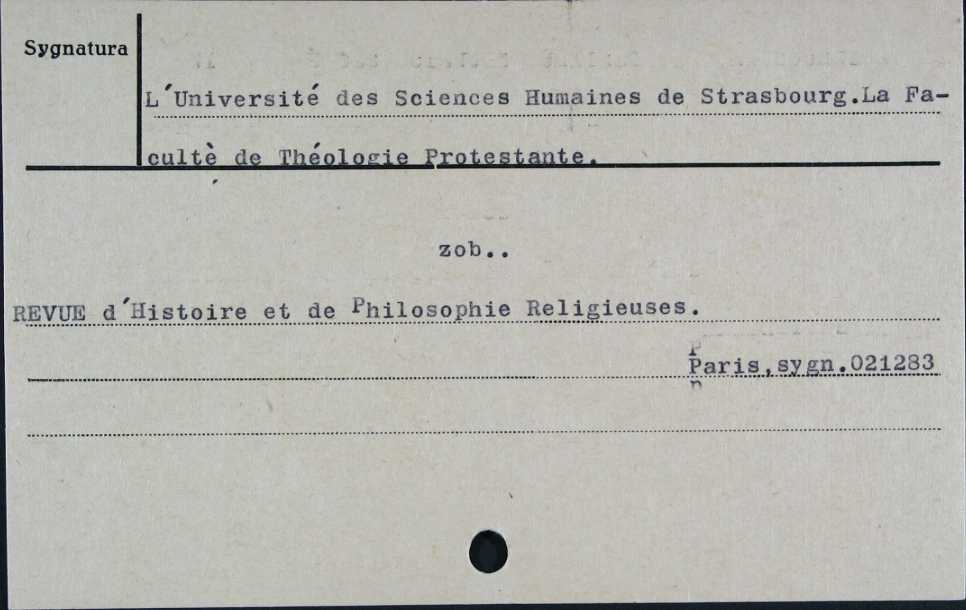 Sygnatura
L´Université des Sciences Humaines de Strasbourg.La Fa-
cultè de Théologie Protestante.
zob..
REVUE d´Histoire et de Philosophie Religieuses.
Paris,sygn.021283